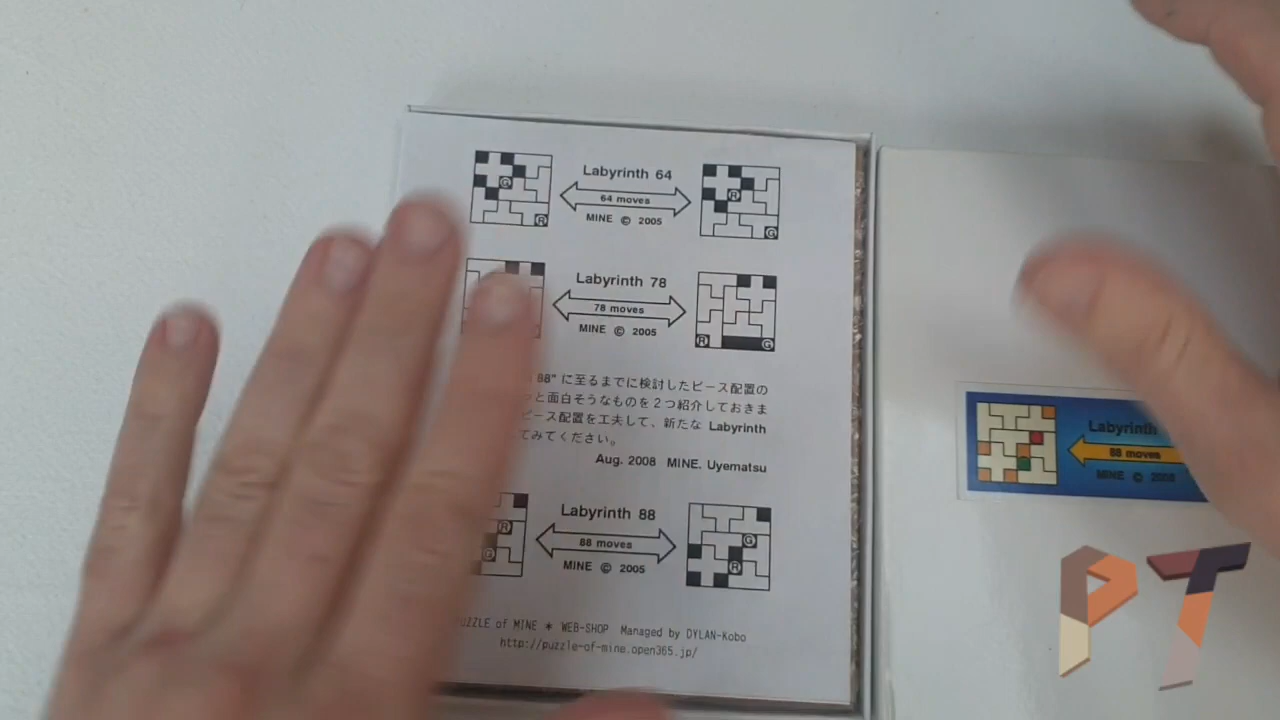 Labyrinth 64
64 moves
MINE © 2005
G
R
R
G
Labyrinth 78
78 moves
MINE © 2005
R
G
88" に至るまでに検討したピース配置の
と面白そうなものを2つ紹介しておきま
ピース配置を工夫して、新たな Labyrinth
てみてください。
Aug. 2008 MINE. Uyematsu
Labyrinth 88
88 moves
MINE © 2005
R
G
G
R
PUZZLE of MINE * WEB-SHOP Managed by DYLAN-Kobo
http://puzzle-of-mine.open365.jp/
Labyrinth
88 moves
MINE © 2008
PT